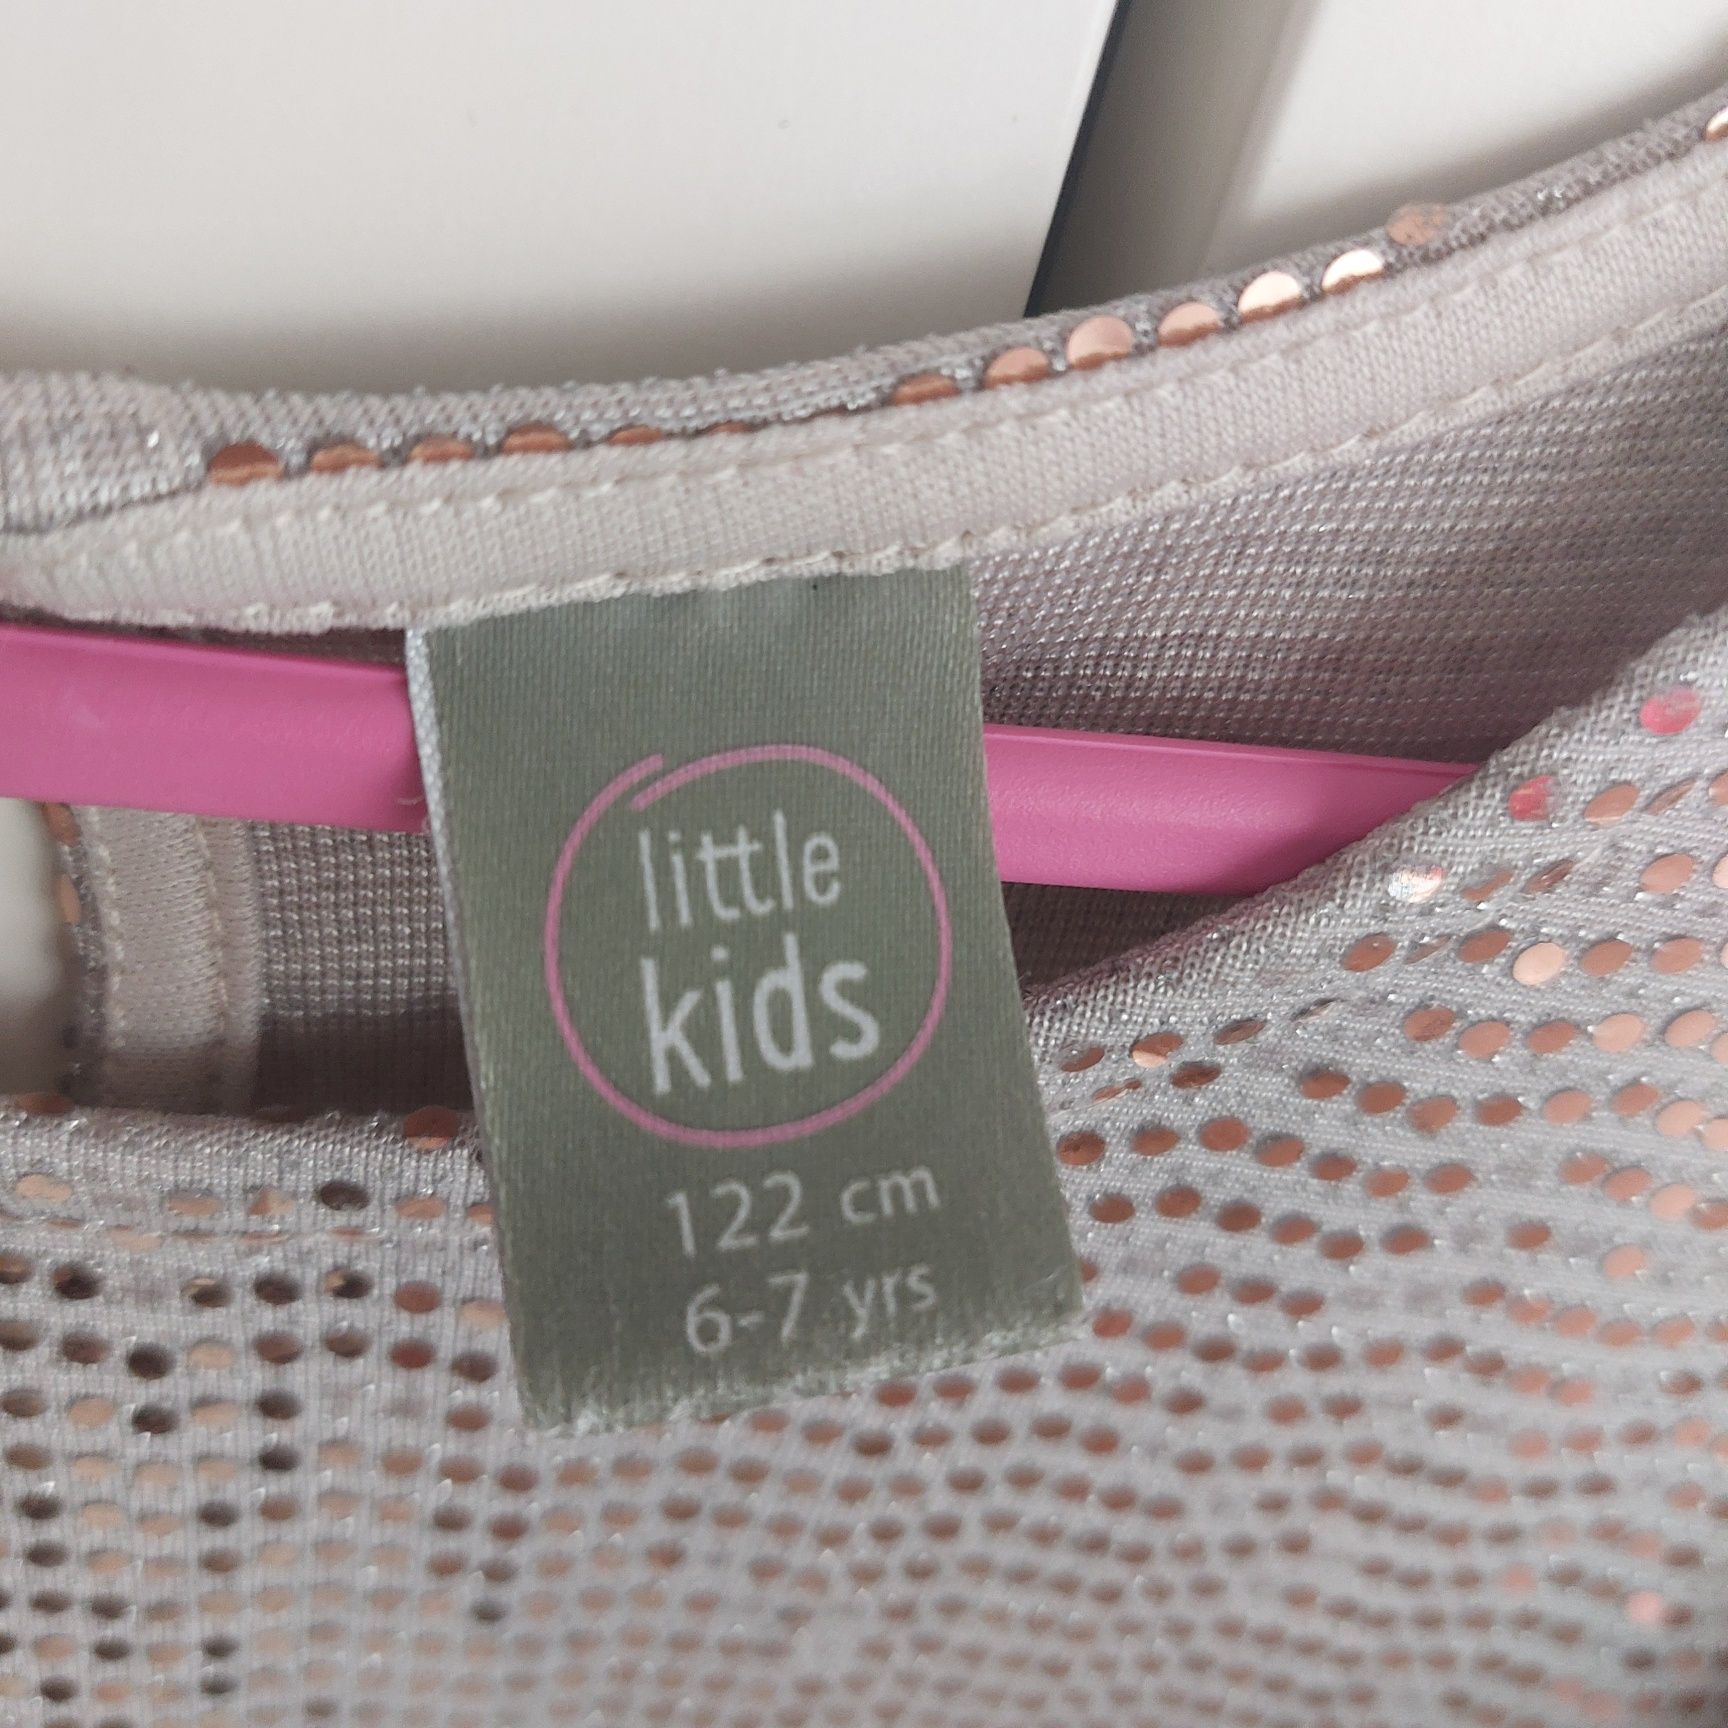 little
kids
122 cm
6-7 yrs